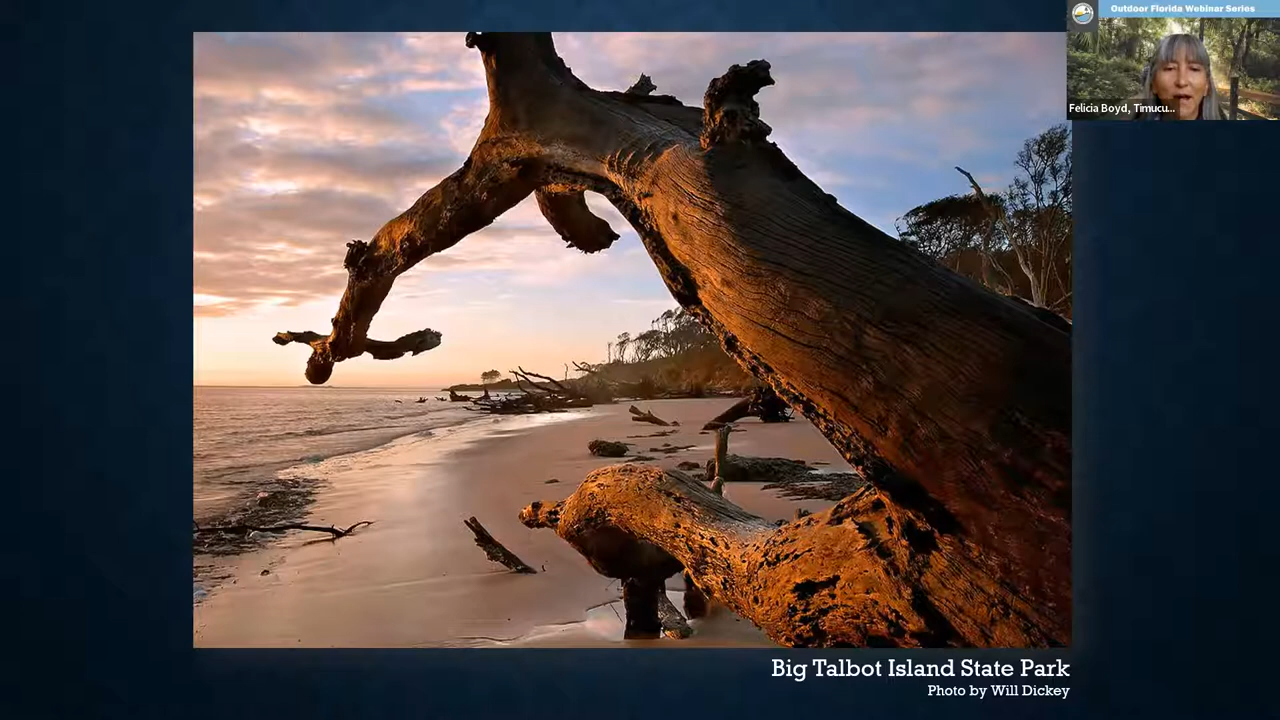 Outdoor Florida Webinar Series
Felicia Boyd, Timucu...
Big Talbot Island State Park
Photo by Will Dickey